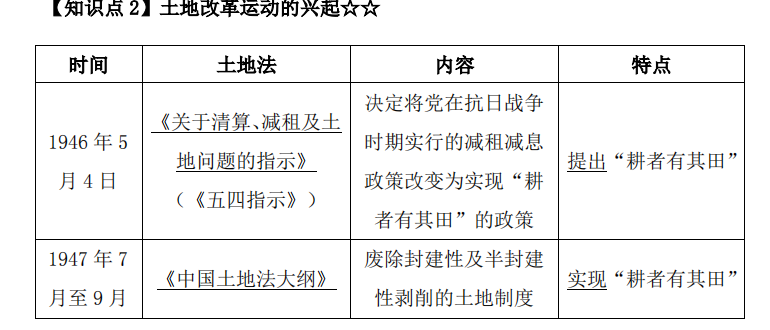 【知识点 2】土地改革运动的兴起☆☆
时间 土地法 内容 特点
1946 年 5
月 4 日
《关于清算、减租及土
地问题的指示》
（《五四指示》）
决定将党在抗日战争
时期实行的减租减息
政策改变为实现“耕
者有其田”的政策
提出“耕者有其田”
1947 年 7
月至 9 月
《中国土地法大纲》
废除封建性及半封建
性剥削的土地制度
实现“耕者有其田”